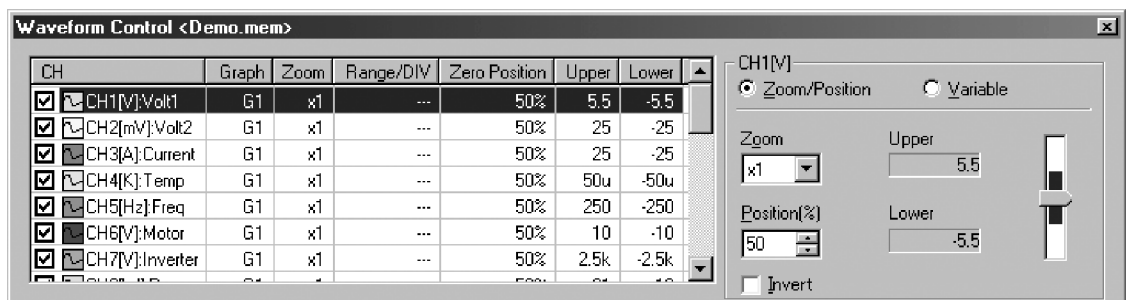 Waveform Control <Demo.mem>
CH Graph Zoom Range/DIV Zero Position Upper Lower
CH1[V]:Volt1 G1 x1 --- 50% 5.5 -5.5
CH2[mV]:Volt2 G1 x1 --- 50% 25 -25
CH3[A]:Current G1 x1 --- 50% 25 -25
CH4[K]:Temp G1 x1 --- 50% 50u -50u
CH5[Hz]:Freq G1 x1 --- 50% 250 -250
CH6[V]:Motor G1 x1 --- 50% 10 -10
CH7[V]:Inverter G1 x1 --- 50% 2.5k -2.5k
CH1[V]
Zoom/Position Variable
Zoom Upper
x1 5.5
Position(%) Lower
50 -5.5
Invert